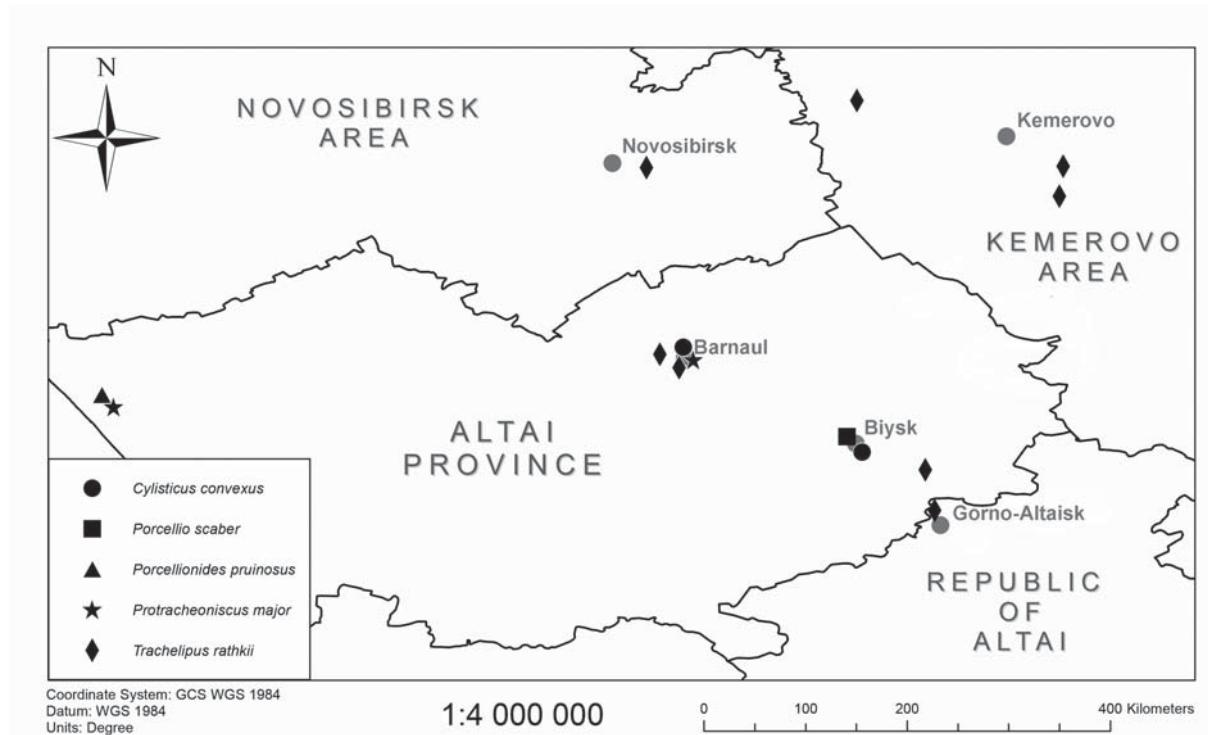 N
NOVOSIBIRSK
AREA
Novosibirsk
Kemerovo
KEMEROVO
AREA
Barnaul
ALTAI
PROVINCE
Biysk
Gorno-Altaisk
REPUBLIC
OF
ALTAI
Cylisticus convexus
Porcellio scaber
Porcellionides pruinosus
Protracheoniscus major
Trachelipus rathkii
Coordinate System: GCS WGS 1984
Datum: WGS 1984
Units: Degree
1:4 000 000
0 100 200 400 Kilometers